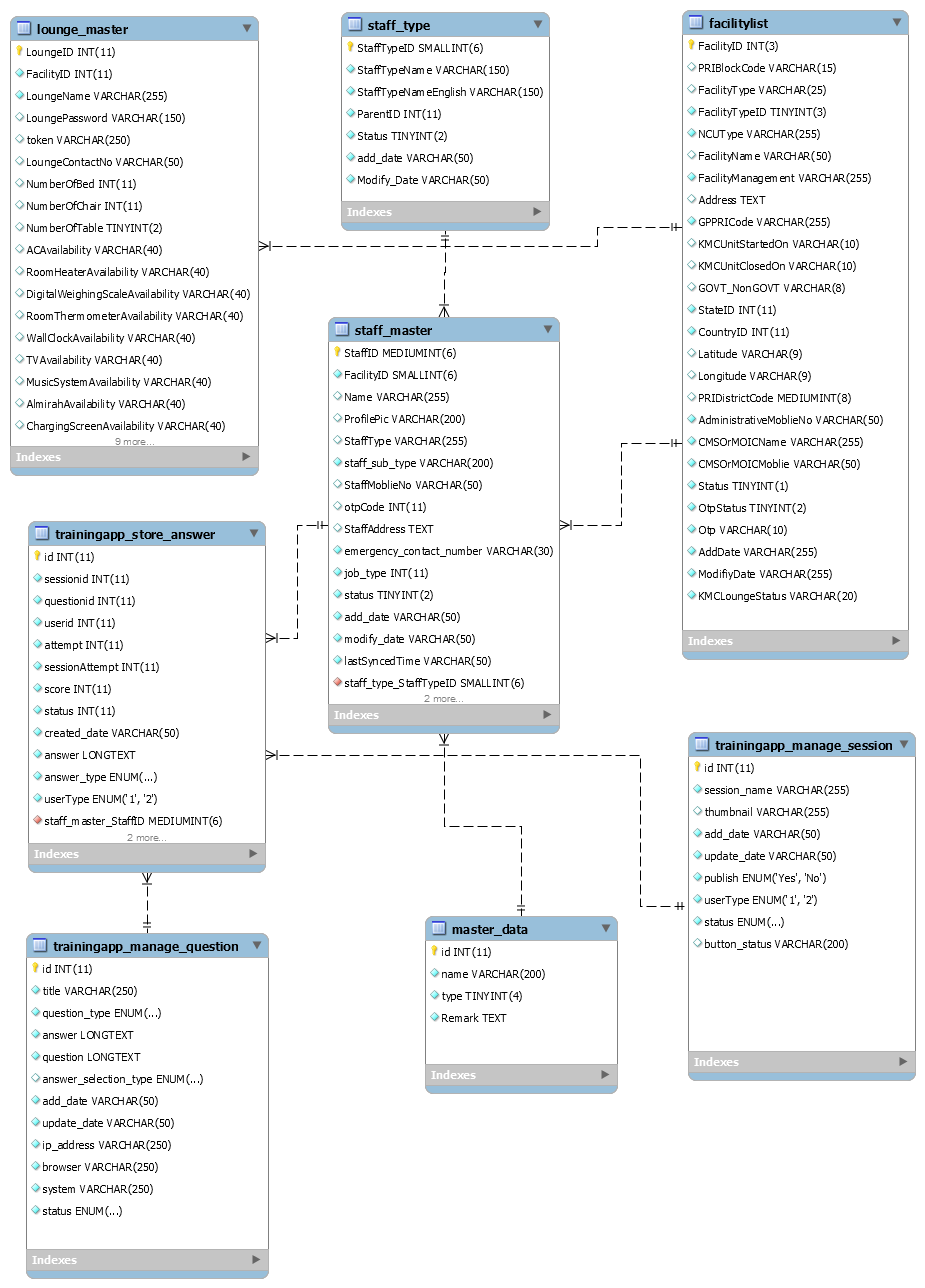 lounge_master
LoungeID INT(11)
FacilityID INT(11)
LoungeName VARCHAR(255)
LoungePassword VARCHAR(150)
token VARCHAR(250)
LoungeContactNo VARCHAR(50)
NumberOfBed INT(11)
NumberOfChair INT(11)
NumberOfTable TINYINT(2)
ACAvailability VARCHAR(40)
RoomHeaterAvailability VARCHAR(40)
DigitalWeighingScaleAvailability VARCHAR(40)
RoomThermometerAvailability VARCHAR(40)
WallClockAvailability VARCHAR(40)
TVAvailability VARCHAR(40)
MusicSystemAvailability VARCHAR(40)
AlmirahAvailability VARCHAR(40)
ChargingScreenAvailability VARCHAR(40)
9 more...
Indexes
staff_type
StaffTypeID SMALLINT(6)
StaffTypeName VARCHAR(150)
StaffTypeNameEnglish VARCHAR(150)
ParentID INT(11)
Status TINYINT(2)
add_date VARCHAR(50)
Modify_Date VARCHAR(50)
Indexes
facilitylist
FacilityID INT(3)
PRIBlockCode VARCHAR(15)
FacilityType VARCHAR(25)
FacilityTypeID TINYINT(3)
NCUType VARCHAR(255)
FacilityName VARCHAR(50)
FacilityManagement VARCHAR(255)
Address TEXT
GPPRICode VARCHAR(255)
KMCUnitStartedOn VARCHAR(10)
KMCUnitClosedOn VARCHAR(10)
GOVT_NonGOVT VARCHAR(8)
StateID INT(11)
CountryID INT(11)
Latitude VARCHAR(9)
Longitude VARCHAR(9)
PRIDistrictCode MEDIUMINT(8)
AdministrativeMoblieNo VARCHAR(50)
CMSOrMOICName VARCHAR(255)
CMSOrMOICMoblie VARCHAR(50)
Status TINYINT(1)
OtpStatus TINYINT(2)
Otp VARCHAR(10)
AddDate VARCHAR(255)
ModifiyDate VARCHAR(255)
KMCLoungeStatus VARCHAR(20)
Indexes
staff_master
StaffID MEDIUMINT(6)
FacilityID SMALLINT(6)
Name VARCHAR(255)
ProfilePic VARCHAR(200)
StaffType VARCHAR(255)
staff_sub_type VARCHAR(200)
StaffMoblieNo VARCHAR(50)
otpCode INT(11)
StaffAddress TEXT
emergency_contact_number VARCHAR(30)
job_type INT(11)
status TINYINT(2)
add_date VARCHAR(50)
modify_date VARCHAR(50)
lastSyncedTime VARCHAR(50)
staff_type_StaffTypeID SMALLINT(6)
2 more...
Indexes
trainingapp_store_answer
id INT(11)
sessionid INT(11)
questionid INT(11)
userid INT(11)
attempt INT(11)
sessionAttempt INT(11)
score INT(11)
status INT(11)
created_date VARCHAR(50)
answer LONGTEXT
answer_type ENUM(...)
userType ENUM('1', '2')
staff_master_StaffID MEDIUMINT(6)
2 more...
Indexes
trainingapp_manage_session
id INT(11)
session_name VARCHAR(255)
thumbnail VARCHAR(255)
add_date VARCHAR(50)
update_date VARCHAR(50)
publish ENUM('Yes', 'No')
userType ENUM('1', '2')
status ENUM(...)
button_status VARCHAR(200)
Indexes
master_data
id INT(11)
name VARCHAR(200)
type TINYINT(4)
Remark TEXT
Indexes
trainingapp_manage_question
id INT(11)
title VARCHAR(250)
question_type ENUM(...)
answer LONGTEXT
question LONGTEXT
answer_selection_type ENUM(...)
add_date VARCHAR(50)
update_date VARCHAR(50)
ip_address VARCHAR(250)
browser VARCHAR(250)
system VARCHAR(250)
status ENUM(...)
Indexes